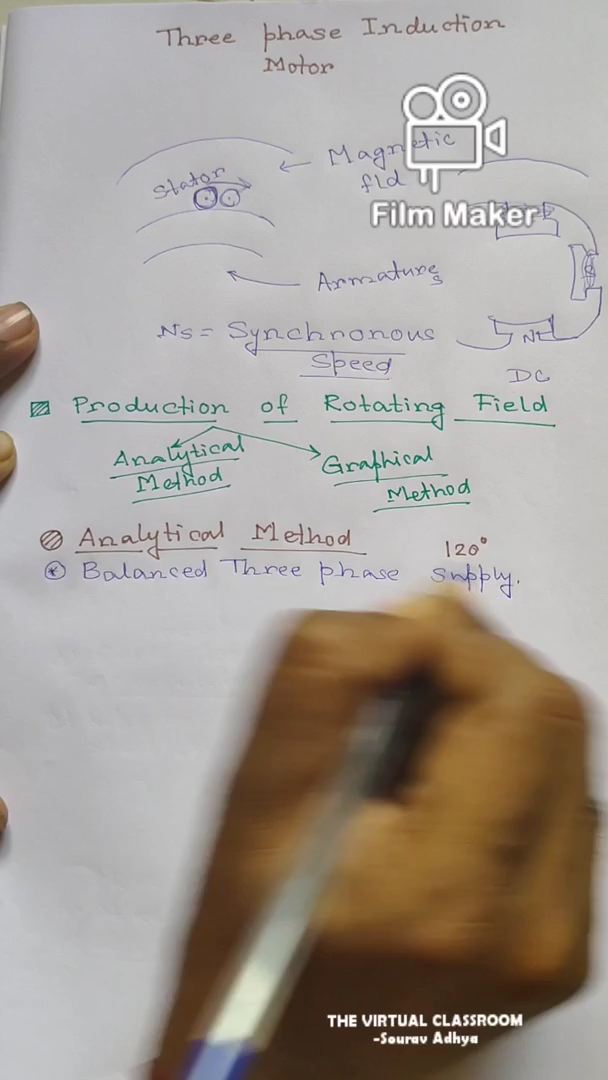 Three phase Induction
Motor
Magnetic
fld
Stator
Film Maker
Armatures
Ns = Synchronous
Speed
N
DC
Production of Rotating Field
Analytical
Method
Graphical
Method
Analytical Method
120°
Balanced Three phase Supply.
THE VIRTUAL CLASSROOM
-Sourav Adhya